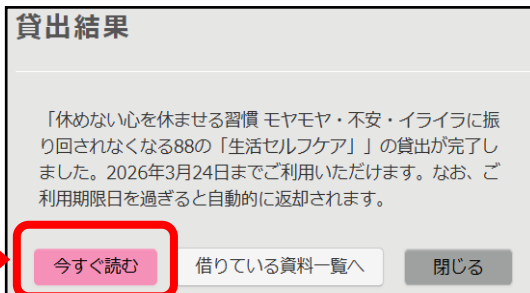 貸出結果
「休めない心を休ませる習慣 モヤモヤ・不安・イライラに振
り回されなくなる88の「生活セルフケア」」の貸出が完了し
ました。2026年3月24日までご利用いただけます。なお、ご
利用期限日を過ぎると自動的に返却されます。
今すぐ読む 借りている資料一覧へ 閉じる